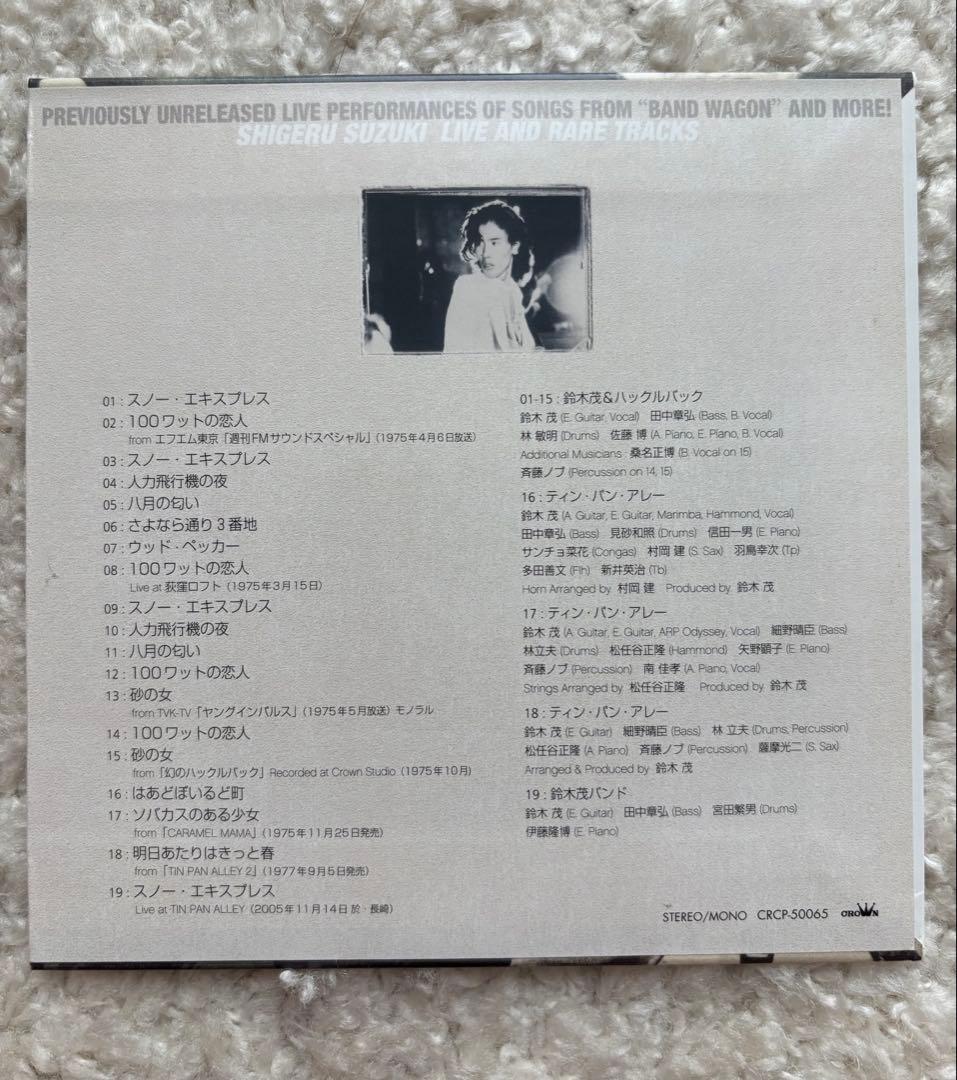 PREVIOUSLY UNRELEASED LIVE PERFORMANCES OF SONGS FROM "BAND WAGON" AND MORE!
SHIGERU SUZUKI LIVE AND RARE TRACKS
01 : スノー・エキスプレス
02 : 100ワットの恋人
from エフエム東京「週刊FMサウンドスペシャル」(1975年4月6日放送)
03 : スノー・エキスプレス
04 : 人力飛行機の夜
05 : 八月の匂い
06 : さよなら通り3番地
07 : ウッド・ペッカー
08 : 100ワットの恋人
Live at 荻窪ロフト (1975年3月15日)
09 : スノー・エキスプレス
10 : 人力飛行機の夜
11 : 八月の匂い
12 : 100ワットの恋人
13 : 砂の女
from TVK-TV「ヤングインパルス」(1975年5月放送) モノラル
14 : 100ワットの恋人
15 : 砂の女
from「幻のハックルバック」Recorded at Crown Studio (1975年10月)
16 : はあどぼいるど町
17 : ソバカスのある少女
from「CARAMEL MAMA」(1975年11月25日発売)
18 : 明日あたりはきっと春
from「TIN PAN ALLEY 2」(1977年9月5日発売)
19 : スノー・エキスプレス
Live at TIN PAN ALLEY (2005年11月14日 於・長崎)
01-15 : 鈴木茂&ハックルバック
鈴木 茂 (E. Guitar, Vocal) 田中章弘 (Bass, B. Vocal)
林 敏明 (Drums) 佐藤 博 (A. Piano, E. Piano, B. Vocal)
Additional Musicians : 桑名正博 (B. Vocal on 15)
斉藤ノブ (Percussion on 14, 15)
16 : ティン・パン・アレー
鈴木 茂 (A. Guitar, E. Guitar, Marimba, Hammond, Vocal)
田中章弘 (Bass) 見砂和照 (Drums) 信田一男 (E. Piano)
サンチョ菜花 (Congas) 村岡 建 (S. Sax) 羽鳥幸次 (Tp)
多田善文 (Flh) 新井英治 (Tb)
Horn Arranged by 村岡 建 Produced by 鈴木 茂
17 : ティン・パン・アレー
鈴木 茂 (A. Guitar, E. Guitar, ARP Odyssey, Vocal) 細野晴臣 (Bass)
林立夫 (Drums) 松任谷正隆 (Hammond) 矢野顕子 (E. Piano)
斉藤ノブ (Percussion) 南 佳孝 (A. Piano, Vocal)
Strings Arranged by 松任谷正隆 Produced by 鈴木 茂
18 : ティン・パン・アレー
鈴木 茂 (E. Guitar) 細野晴臣 (Bass) 林 立夫 (Drums, Percussion)
松任谷正隆 (A. Piano) 斉藤ノブ (Percussion) 薩摩光二 (S. Sax)
Arranged & Produced by 鈴木 茂
19 : 鈴木茂バンド
鈴木 茂 (E. Guitar) 田中章弘 (Bass) 宮田繁男 (Drums)
伊藤隆博 (E. Piano)
STEREO/MONO CRCP-50065 CROWN